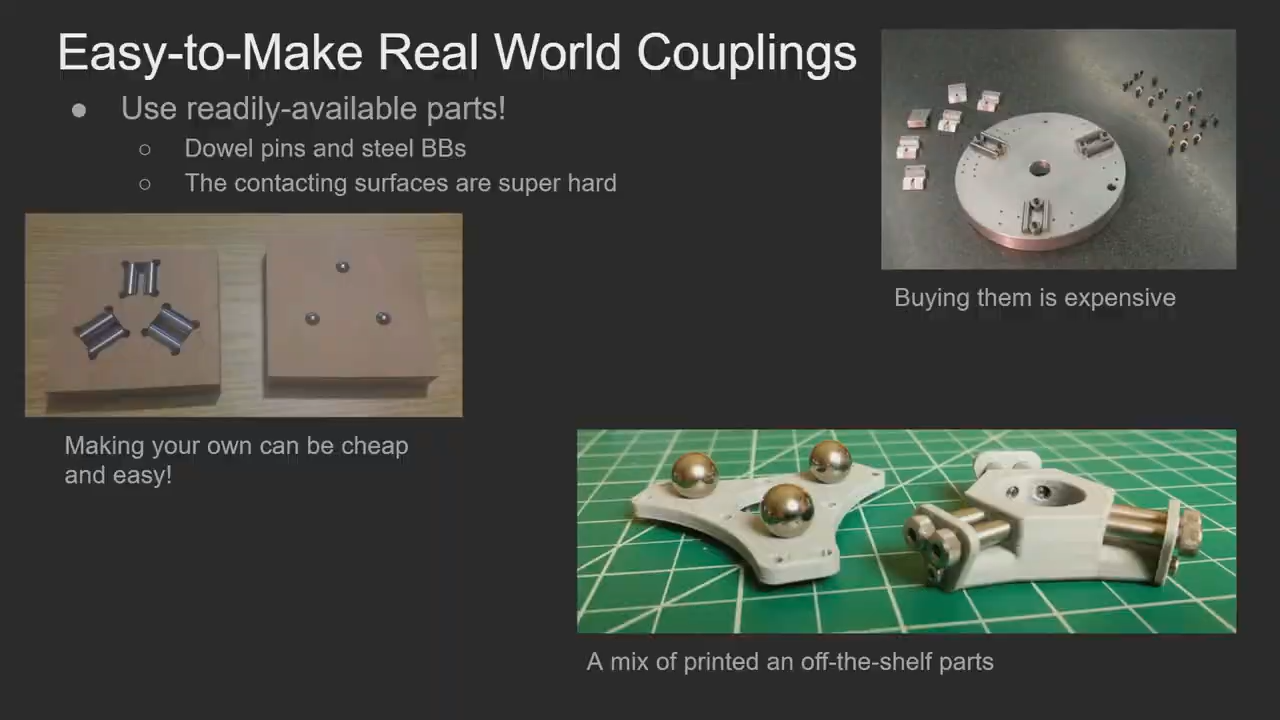 Easy-to-Make Real World Couplings
● Use readily-available parts!
○ Dowel pins and steel BBs
○ The contacting surfaces are super hard
Buying them is expensive
Making your own can be cheap
and easy!
A mix of printed an off-the-shelf parts